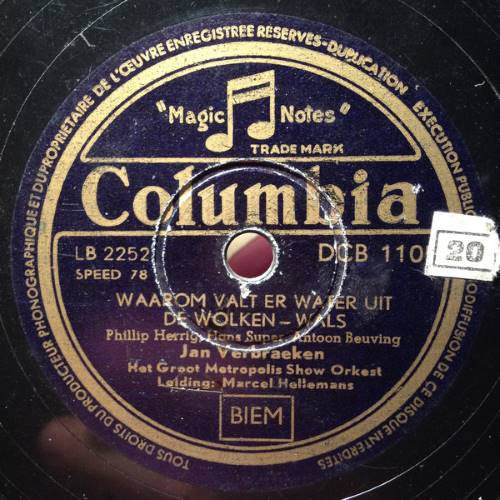 TOUS DROITS DU PRODUCTEUR PHONOGRAPHIQUE ET DU PROPRIETAIRE DE L'ŒUVRE ENREGISTREE RESERVES-DUPLICATION EXECUTION PUBLI ODIFFUSION DE CE DISQUE INTERDITES
"Magic Notes"
TRADE MARK
Columbia
LB 2252 DCB 110
SPEED 78
20
WAAROM VALT ER WATER UIT
DE WOLKEN - WALS
Phillip Herrig, Hans Super, Antoon Beuving
Jan Verbraeken
Het Groot Metropolis Show Orkest
Leiding: Marcel Hellemans
BIEM